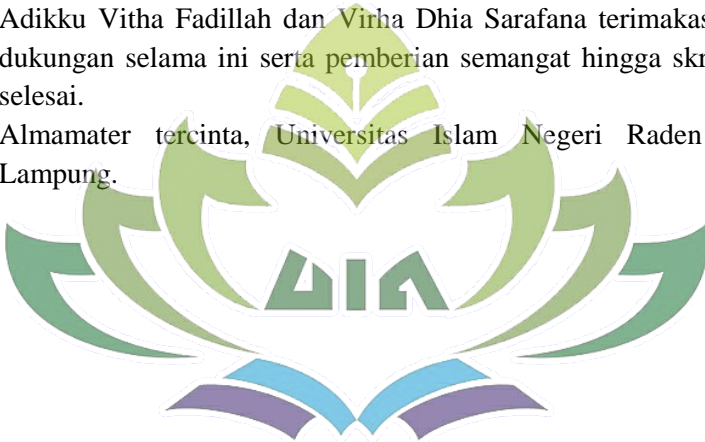 Adikku Vitha Fadillah dan Virha Dhia Sarafana terimakas
dukungan selama ini serta pemberian semangat hingga skr
selesai.
Almamater tercinta, Universitas Islam Negeri Raden
Lampung.
UIN